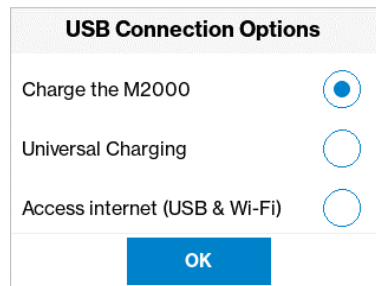 USB Connection Options
Charge the M2000
Universal Charging
Access internet (USB & Wi-Fi)
OK